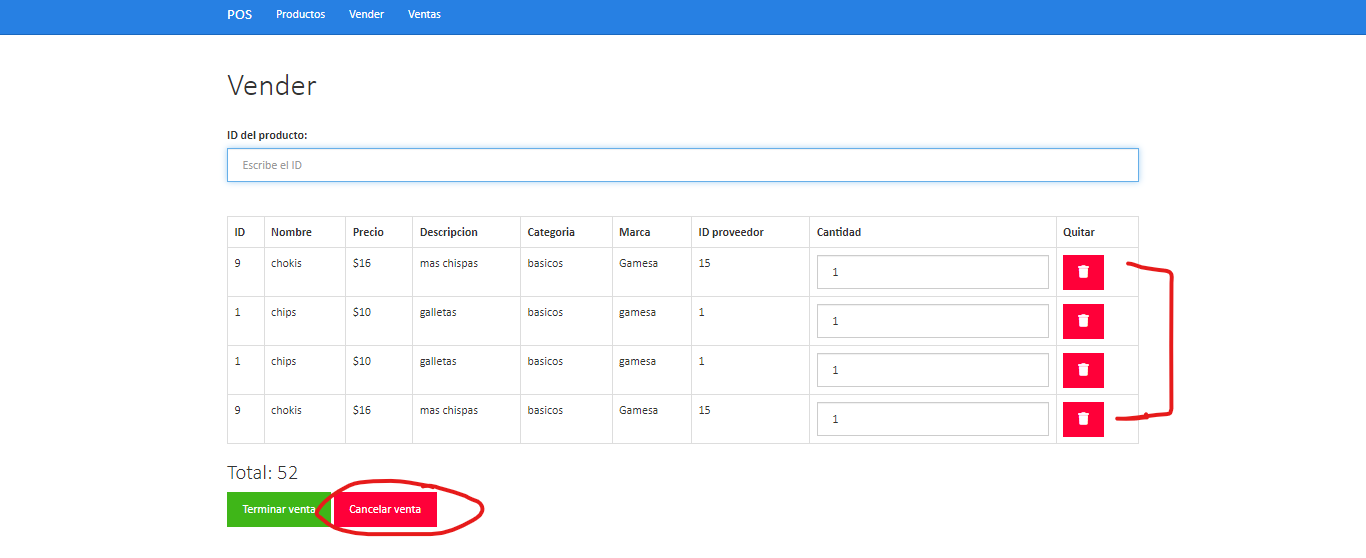 POS Productos Vender Ventas
Vender
ID del producto:
Escribe el ID
ID Nombre Precio Descripcion Categoria Marca ID proveedor Cantidad Quitar
9 chokis $16 mas chispas basicos Gamesa 15 1
1 chips $10 galletas basicos gamesa 1 1
1 chips $10 galletas basicos gamesa 1 1
9 chokis $16 mas chispas basicos Gamesa 15 1
Total: 52
Terminar venta Cancelar venta